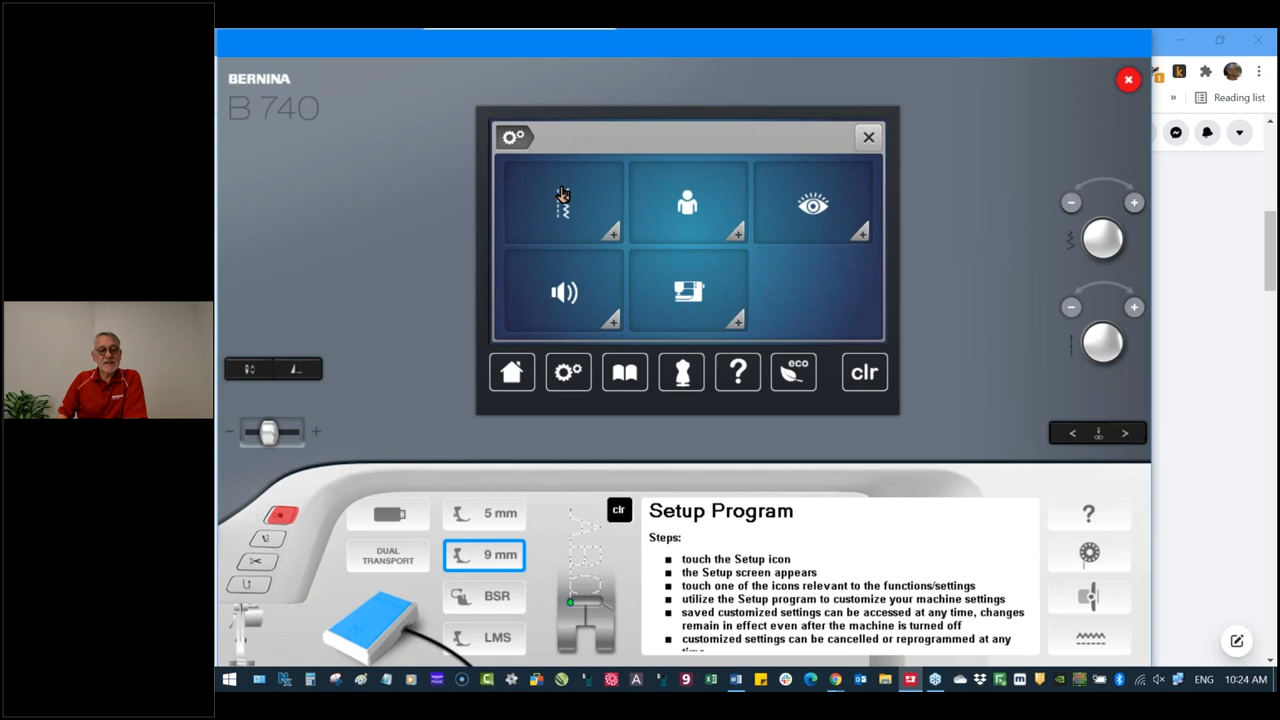 BERNINA
B 740
Reading list
eco
clr
5 mm
DUAL
TRANSPORT
9 mm
BSR
LMS
clr
Setup Program
Steps:
touch the Setup icon
the Setup screen appears
touch one of the icons relevant to the functions/settings
utilize the Setup program to customize your machine settings
saved customized settings can be accessed at any time, changes
remain in effect even after the machine is turned off
customized settings can be cancelled or reprogrammed at any
time
ENG
10:24 AM